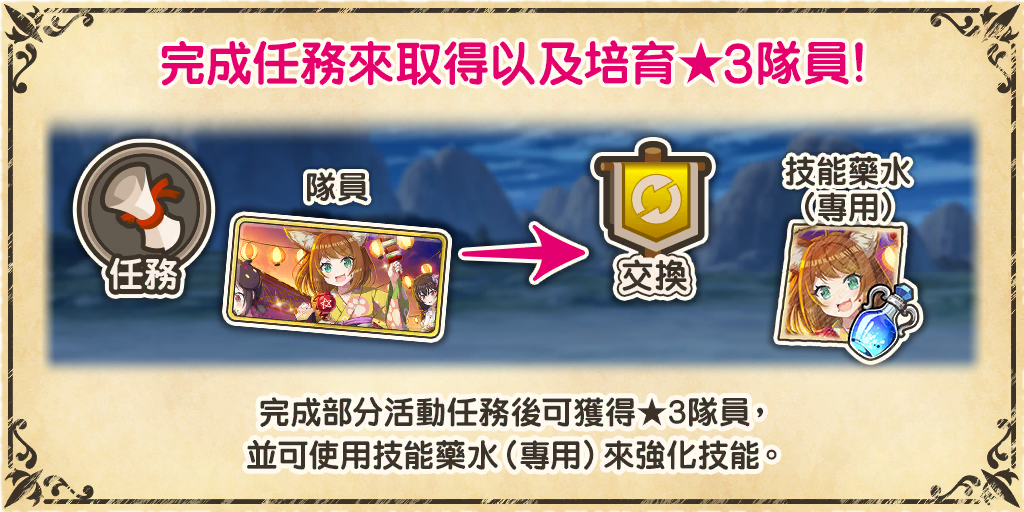 完成任務來取得以及培育★3隊員!
任務
隊員
交換
技能藥水
(專用)
完成部分活動任務後可獲得★3隊員，
並可使用技能藥水(專用)來強化技能。